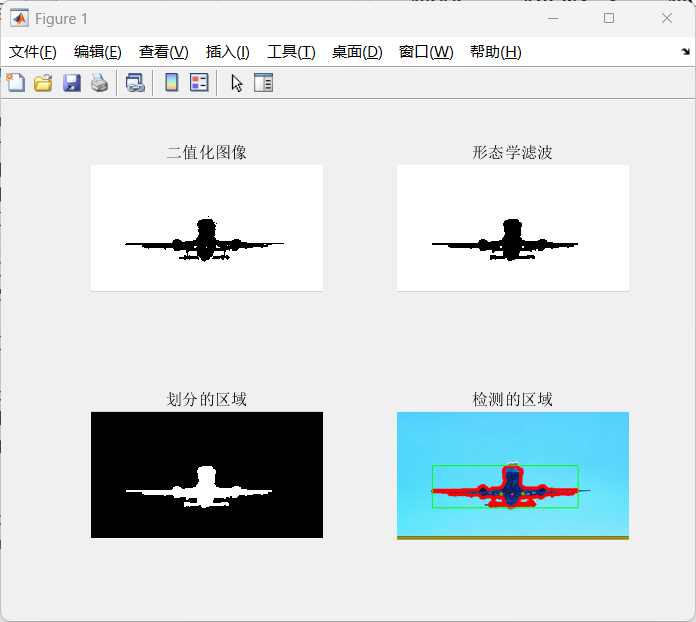 Figure 1
文件(F) 编辑(E) 查看(V) 插入(I) 工具(T) 桌面(D) 窗口(W) 帮助(H)
二值化图像 形态学滤波
划分的区域 检测的区域